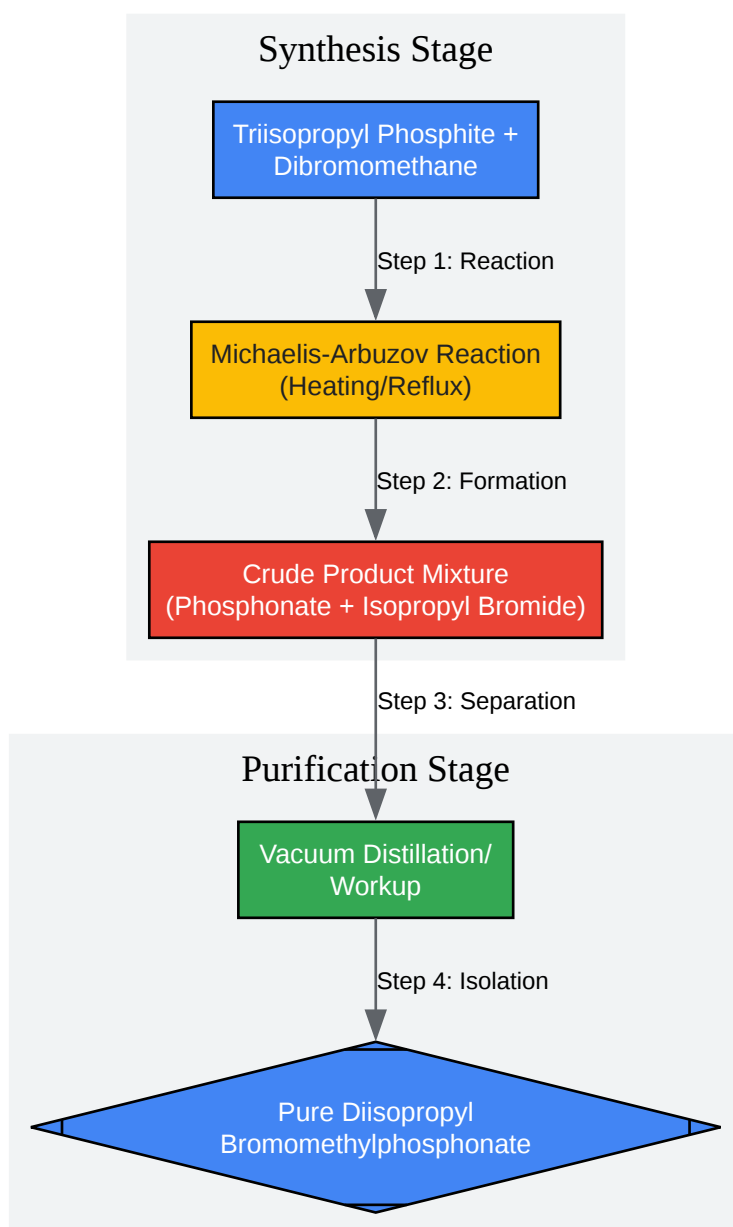 Synthesis Stage
Triisopropyl Phosphite +
Dibromomethane
Step 1: Reaction
Michaelis-Arbuzov Reaction
(Heating/Reflux)
Step 2: Formation
Crude Product Mixture
(Phosphonate + Isopropyl Bromide)
Step 3: Separation
Purification Stage
Vacuum Distillation/
Workup
Step 4: Isolation
Pure Diisopropyl
Bromomethylphosphonate